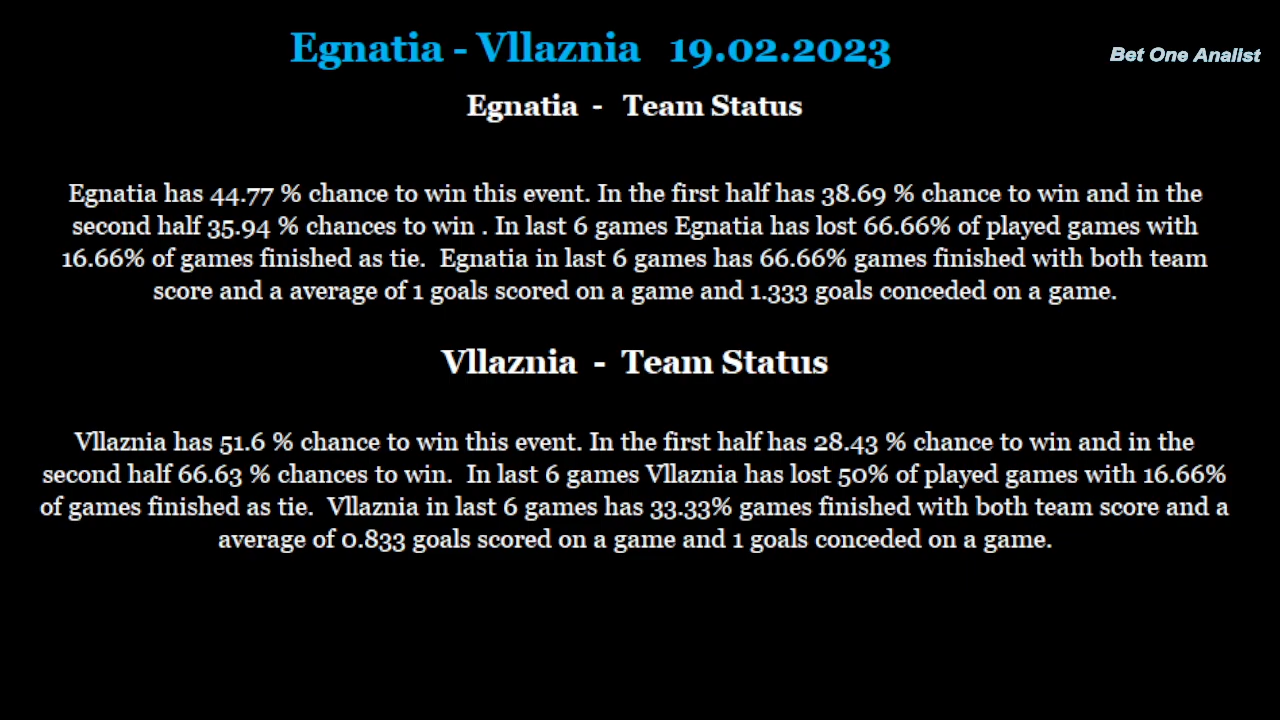 Egnatia - Vllaznia 19.02.2023
Bet One Analist
Egnatia - Team Status
Egnatia has 44.77 % chance to win this event. In the first half has 38.69 % chance to win and in the
second half 35.94 % chances to win . In last 6 games Egnatia has lost 66.66% of played games with
16.66% of games finished as tie. Egnatia in last 6 games has 66.66% games finished with both team
score and a average of 1 goals scored on a game and 1.333 goals conceded on a game.
Vllaznia - Team Status
Vllaznia has 51.6 % chance to win this event. In the first half has 28.43 % chance to win and in the
second half 66.63 % chances to win. In last 6 games Vllaznia has lost 50% of played games with 16.66%
of games finished as tie. Vllaznia in last 6 games has 33.33% games finished with both team score and a
average of 0.833 goals scored on a game and 1 goals conceded on a game.